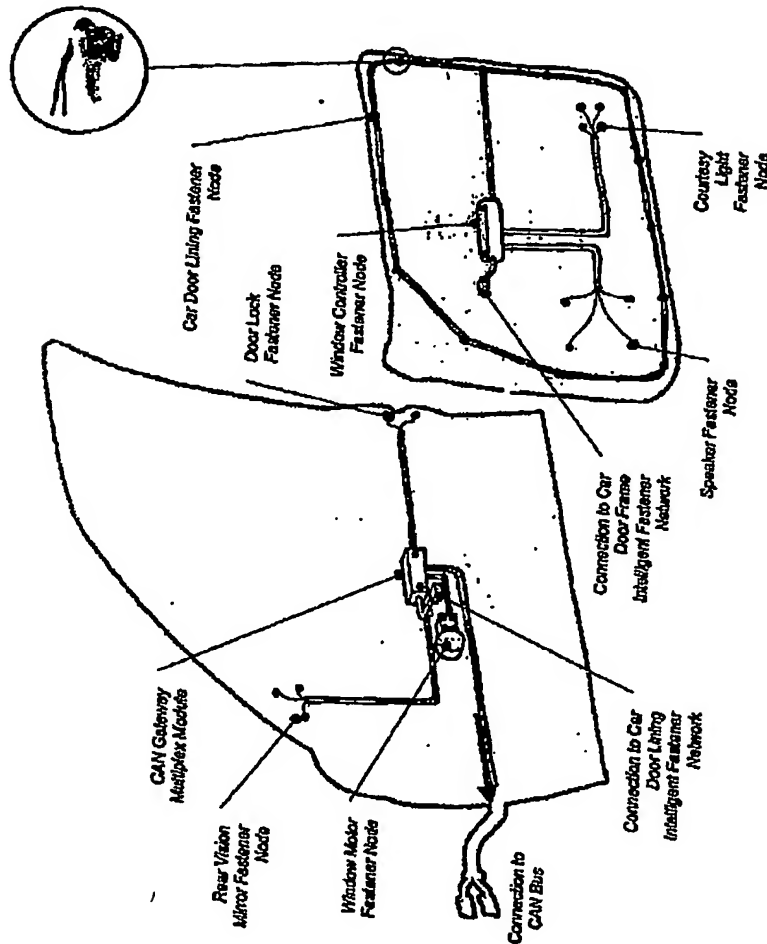 Car Door Lining Fastener
Node
Door Lock
Fastener Node
Window Controller
Fastener Node
CAN Gateway
Multiplex Module
Rear Vision
Mirror Fastener
Node
Window Motor
Fastener Node
Connection to
CAN Bus
Connection to Car
Door Lining
Intelligent Fastener
Network
Connection to Car
Door Frame
Intelligent Fastener
Network
Speaker Fastener
Node
Courtesy
Light
Fastener
Node